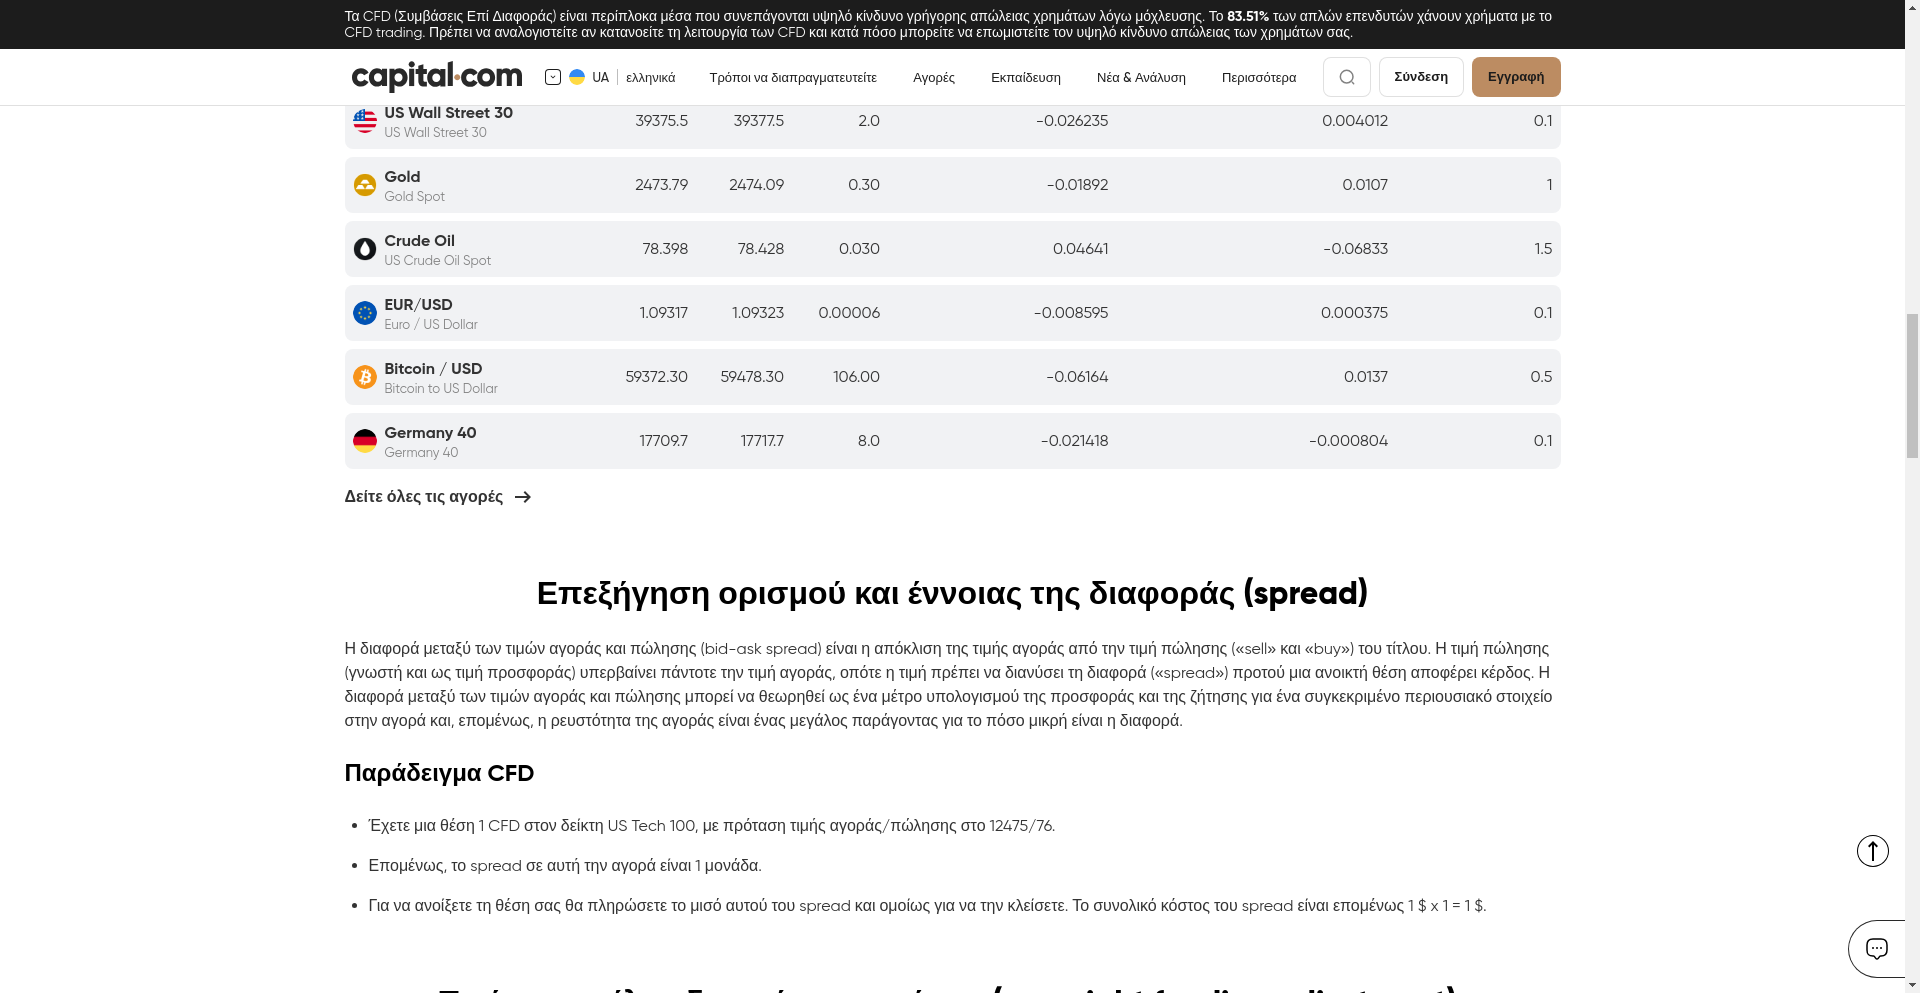 Τα CFD (Συμβάσεις Επί Διαφοράς) είναι περίπλοκα μέσα που συνεπάγονται υψηλό κίνδυνο γρήγορης απώλειας χρημάτων λόγω μόχλευσης. Το 83.51% των απλών επενδυτών χάνουν χρήματα με το
CFD trading. Πρέπει να αναλογιστείτε αν κατανοείτε τη λειτουργία των CFD και κατά πόσο μπορείτε να επωμιστείτε τον υψηλό κίνδυνο απώλειας των χρημάτων σας.
capital.com UA ελληνικά Τρόποι να διαπραγματευτείτε Αγορές Εκπαίδευση Νέα & Ανάλυση Περισσότερα Σύνδεση Εγγραφή
US Wall Street 30 39375.5 39377.5 2.0 -0.026235 0.004012 0.1
US Wall Street 30
Gold 2473.79 2474.09 0.30 -0.01892 0.0107 1
Gold Spot
Crude Oil 78.398 78.428 0.030 0.04641 -0.06833 1.5
US Crude Oil Spot
EUR/USD 1.09317 1.09323 0.00006 -0.008595 0.000375 0.1
Euro / US Dollar
Bitcoin / USD 59372.30 59478.30 106.00 -0.06164 0.0137 0.5
Bitcoin to US Dollar
Germany 40 17709.7 17717.7 8.0 -0.021418 -0.000804 0.1
Germany 40
Δείτε όλες τις αγορές
Επεξήγηση ορισμού και έννοιας της διαφοράς (spread)
Η διαφορά μεταξύ των τιμών αγοράς και πώλησης (bid-ask spread) είναι η απόκλιση της τιμής αγοράς από την τιμή πώλησης («sell» και «buy») του τίτλου. Η τιμή πώλησης
(γνωστή και ως τιμή προσφοράς) υπερβαίνει πάντοτε την τιμή αγοράς, οπότε η τιμή πρέπει να διανύσει τη διαφορά («spread») προτού μια ανοικτή θέση αποφέρει κέρδος. Η
διαφορά μεταξύ των τιμών αγοράς και πώλησης μπορεί να θεωρηθεί ως ένα μέτρο υπολογισμού της προσφοράς και της ζήτησης για ένα συγκεκριμένο περιουσιακό στοιχείο
στην αγορά και, επομένως, η ρευστότητα της αγοράς είναι ένας μεγάλος παράγοντας για το πόσο μικρή είναι η διαφορά.
Παράδειγμα CFD
• Έχετε μια θέση 1 CFD στον δείκτη US Tech 100, με πρόταση τιμής αγοράς/πώλησης στο 12475/76.
• Επομένως, το spread σε αυτή την αγορά είναι 1 μονάδα.
• Για να ανοίξετε τη θέση σας θα πληρώσετε το μισό αυτού του spread και ομοίως για να την κλείσετε. Το συνολικό κόστος του spread είναι επομένως 1 $ x 1 = 1 $.